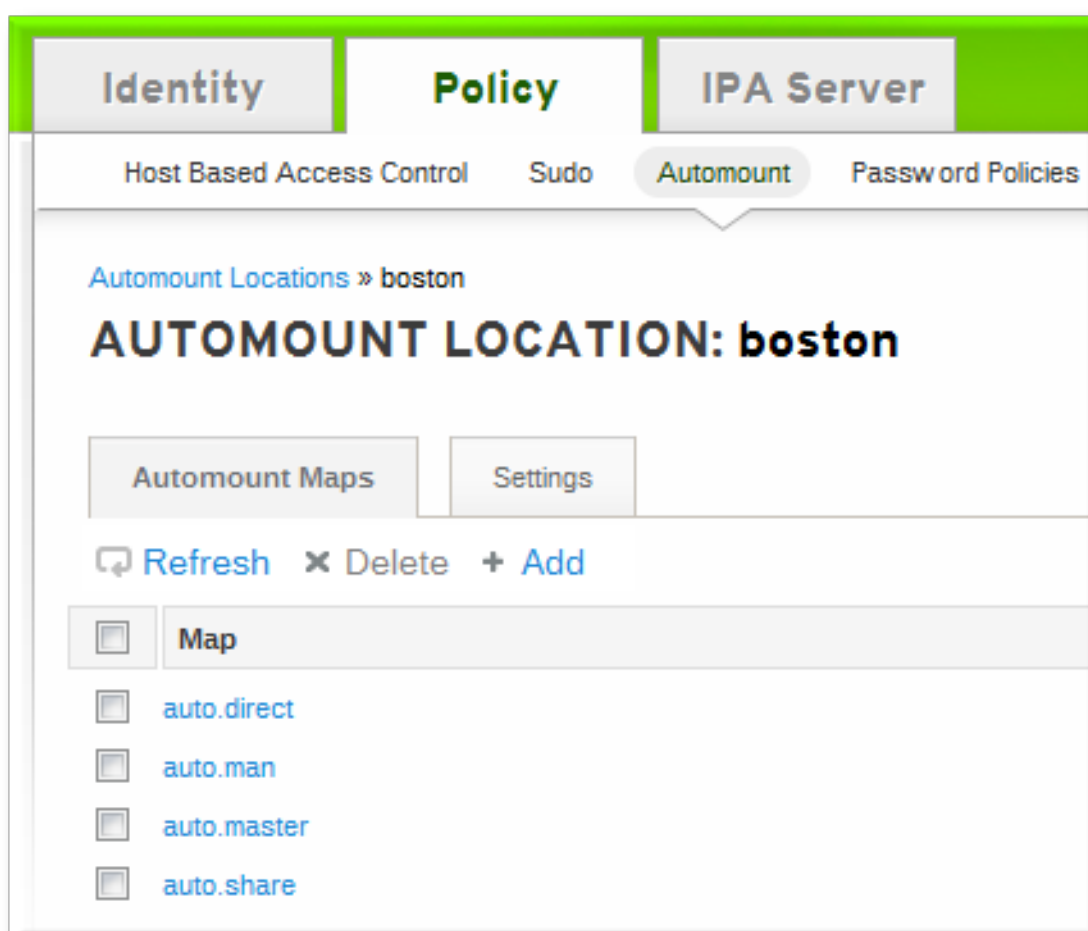 Identity Policy IPA Server
Host Based Access Control Sudo Automount Password Policies
Automount Locations » boston
AUTOMOUNT LOCATION: boston
Automount Maps Settings
Refresh Delete + Add
Map
auto.direct
auto.man
auto.master
auto.share